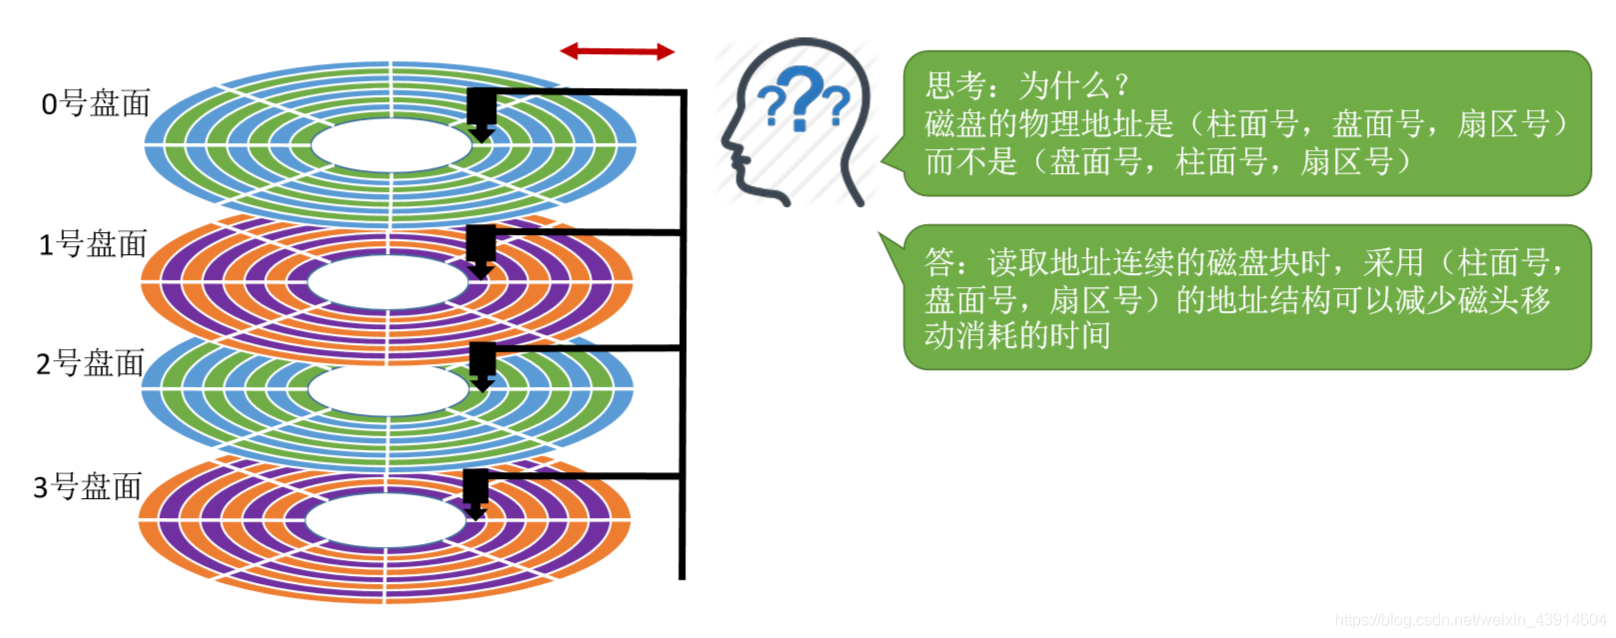 0号盘面
1号盘面
2号盘面
3号盘面
? ? ?
思考：为什么？
磁盘的物理地址是（柱面号，盘面号，扇区号）
而不是（盘面号，柱面号，扇区号）
答：读取地址连续的磁盘块时，采用（柱面号，
盘面号，扇区号）的地址结构可以减少磁头移
动消耗的时间
https://blog.csdn.net/weixin_43914604